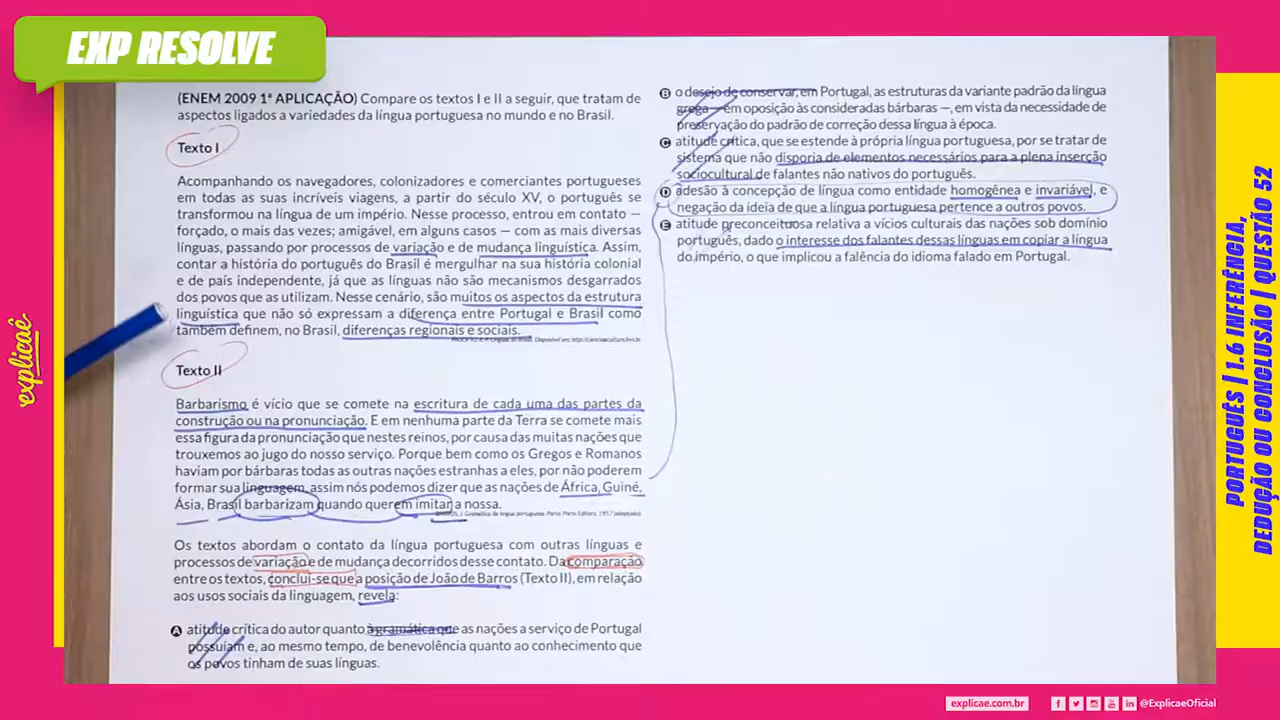 EXP RESOLVE
(ENEM 2009 1ª APLICAÇÃO) Compare os textos I e II a seguir, que tratam de
aspectos ligados a variedades da língua portuguesa no mundo e no Brasil.
Texto I
Acompanhando os navegadores, colonizadores e comerciantes portugueses
em todas as suas incríveis viagens, a partir do século XV, o português se
transformou na língua de um império. Nesse processo, entrou em contato —
forçado, o mais das vezes; amigável, em alguns casos — com as mais diversas
línguas, passando por processos de variação e de mudança linguística. Assim,
contar a história do português do Brasil é mergulhar na sua história colonial
e de país independente, já que as línguas não são mecanismos desgarrados
dos povos que as utilizam. Nesse cenário, são muitos os aspectos da estrutura
linguística que não só expressam a diferença entre Portugal e Brasil como
também definem, no Brasil, diferenças regionais e sociais.
Disponível em: http://cienciaecultura.bvs.br
Texto II
Barbarismo é vício que se comete na escritura de cada uma das partes da
construção ou na pronunciação. E em nenhuma parte da Terra se comete mais
essa figura da pronunciação que nestes reinos, por causa das muitas nações que
trouxemos ao jugo do nosso serviço. Porque bem como os Gregos e Romanos
haviam por bárbaras todas as outras nações estranhas a eles, por não poderem
formar sua linguagem, assim nós podemos dizer que as nações de África, Guiné,
Ásia, Brasil barbarizam quando querem imitar a nossa.
BARROS, J. Gramática da língua portuguesa. Porto: Porto Editora, 1957 (adaptado)
Os textos abordam o contato da língua portuguesa com outras línguas e
processos de variação e de mudança decorridos desse contato. Da comparação
entre os textos, conclui-se que a posição de João de Barros (Texto II), em relação
aos usos sociais da linguagem, revela:
A atitude crítica do autor quanto à gramática que as nações a serviço de Portugal
possuíam e, ao mesmo tempo, de benevolência quanto ao conhecimento que
os povos tinham de suas línguas.
B o desejo de conservar, em Portugal, as estruturas da variante padrão da língua
grega — em oposição às consideradas bárbaras —, em vista da necessidade de
preservação do padrão de correção dessa língua à época.
C atitude crítica, que se estende à própria língua portuguesa, por se tratar de
sistema que não disporia de elementos necessários para a plena inserção
sociocultural de falantes não nativos do português.
D adesão à concepção de língua como entidade homogênea e invariável, e
negação da ideia de que a língua portuguesa pertence a outros povos.
E atitude preconceituosa relativa a vícios culturais das nações sob domínio
português, dado o interesse dos falantes dessas línguas em copiar a língua
do império, o que implicou a falência do idioma falado em Portugal.
explicaê
PORTUGUÊS | 1.6 INFERÊNCIA,
DEDUÇÃO OU CONCLUSÃO | QUESTÃO 52
explicae.com.br
@ExplicaeOficial